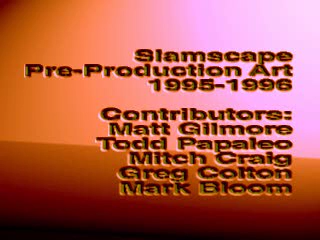 Slamscape
Pre-Production Art
1995-1996
Contributors:
Matt Gilmore
Todd Papaleo
Mitch Craig
Greg Colton
Mark Bloom